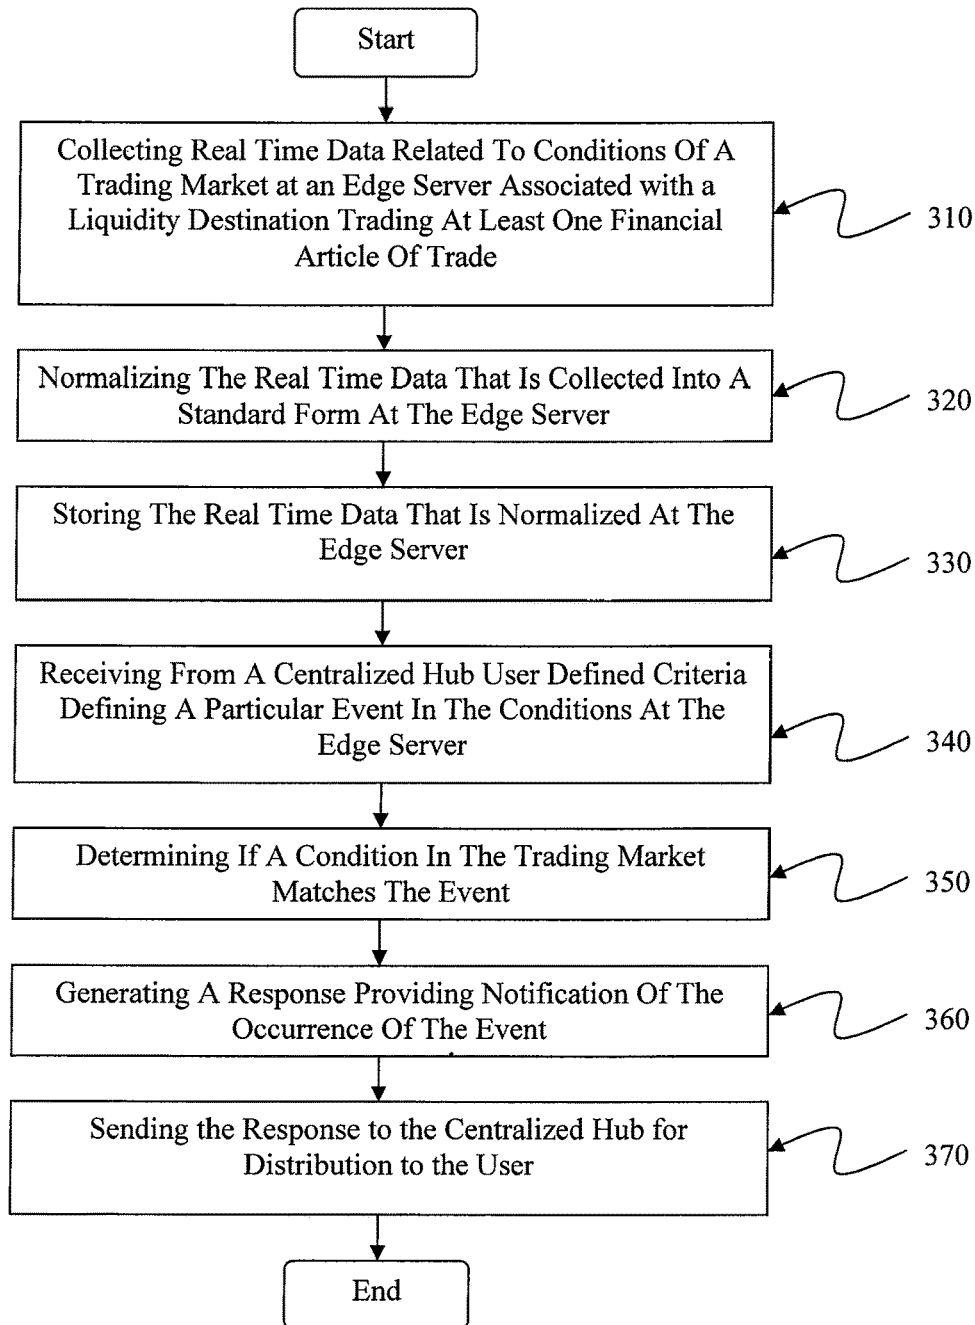 Start
Collecting Real Time Data Related To Conditions Of A
Trading Market at an Edge Server Associated with a
Liquidity Destination Trading At Least One Financial
Article Of Trade
310
Normalizing The Real Time Data That Is Collected Into A
Standard Form At The Edge Server
320
Storing The Real Time Data That Is Normalized At The
Edge Server
330
Receiving From A Centralized Hub User Defined Criteria
Defining A Particular Event In The Conditions At The
Edge Server
340
Determining If A Condition In The Trading Market
Matches The Event
350
Generating A Response Providing Notification Of The
Occurrence Of The Event
360
Sending the Response to the Centralized Hub for
Distribution to the User
370
End